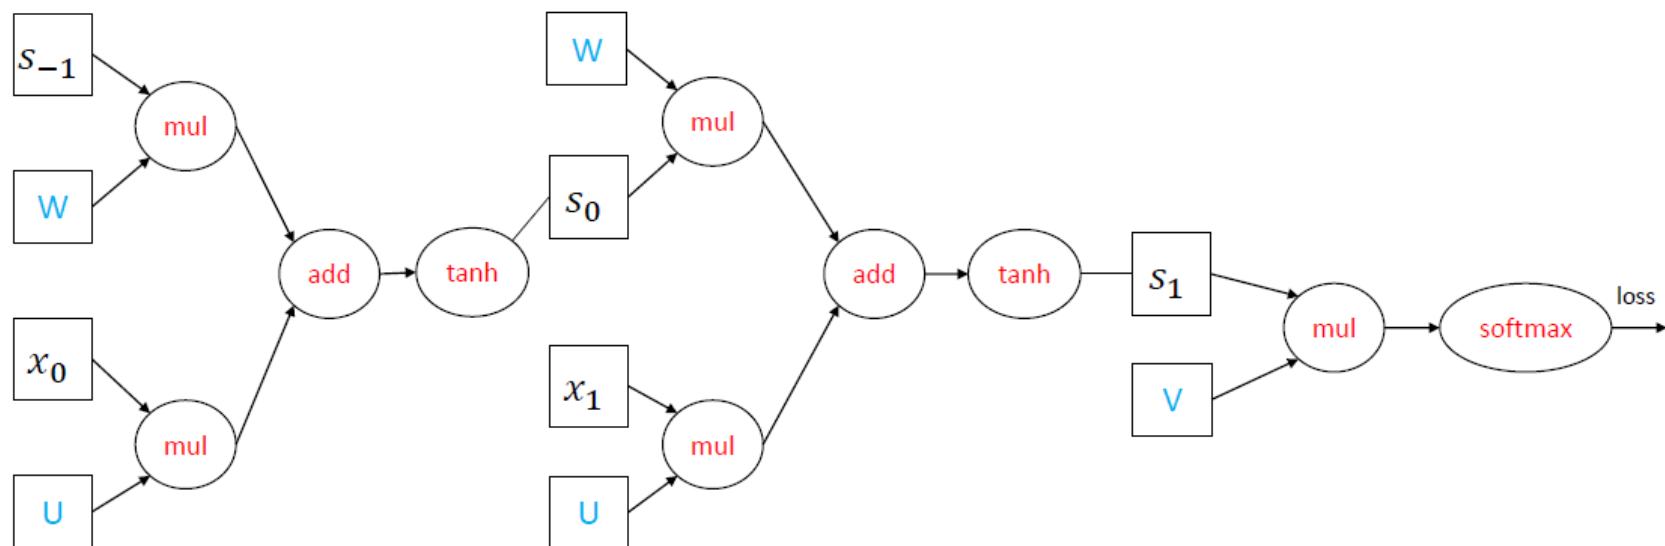 s₋₁
W
mul
W
mul
s₀
add
tanh
add
tanh
s₁
loss
x₀
x₁
mul
softmax
V
mul
mul
U
U